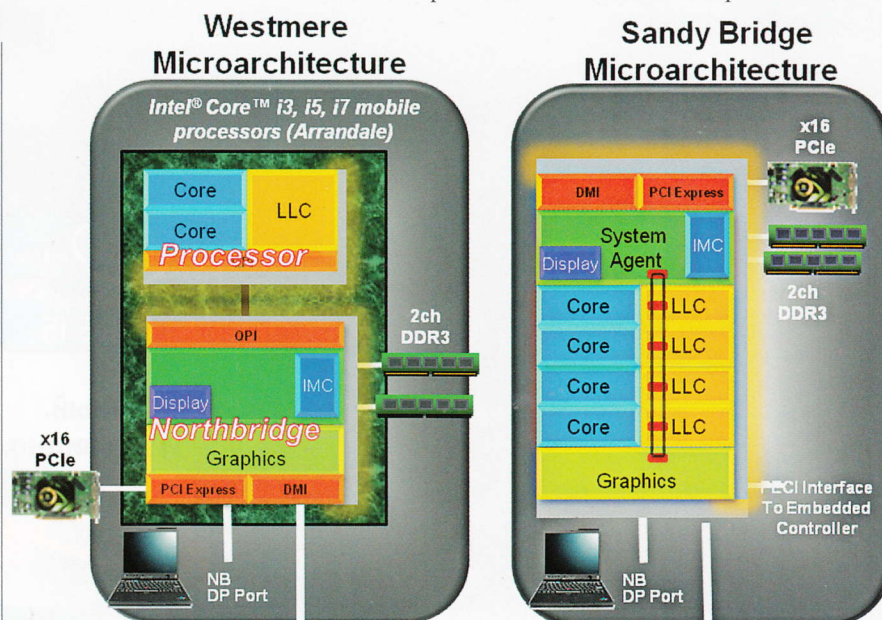 Westmere
Microarchitecture
Intel® Core™ i3, i5, i7 mobile
processors (Arrandale)
Core
LLC
Core
Processor
QPI
2ch
DDR3
IMC
Display
Northbridge
Graphics
x16
PCIe
PCI Express
DMI
NB
DP Port
Sandy Bridge
Microarchitecture
x16
PCIe
DMI
PCI Express
System
Agent
IMC
Display
2ch
DDR3
Core
LLC
Core
LLC
Core
LLC
Core
LLC
Graphics
PECI Interface
To Embedded
Controller
NB
DP Port